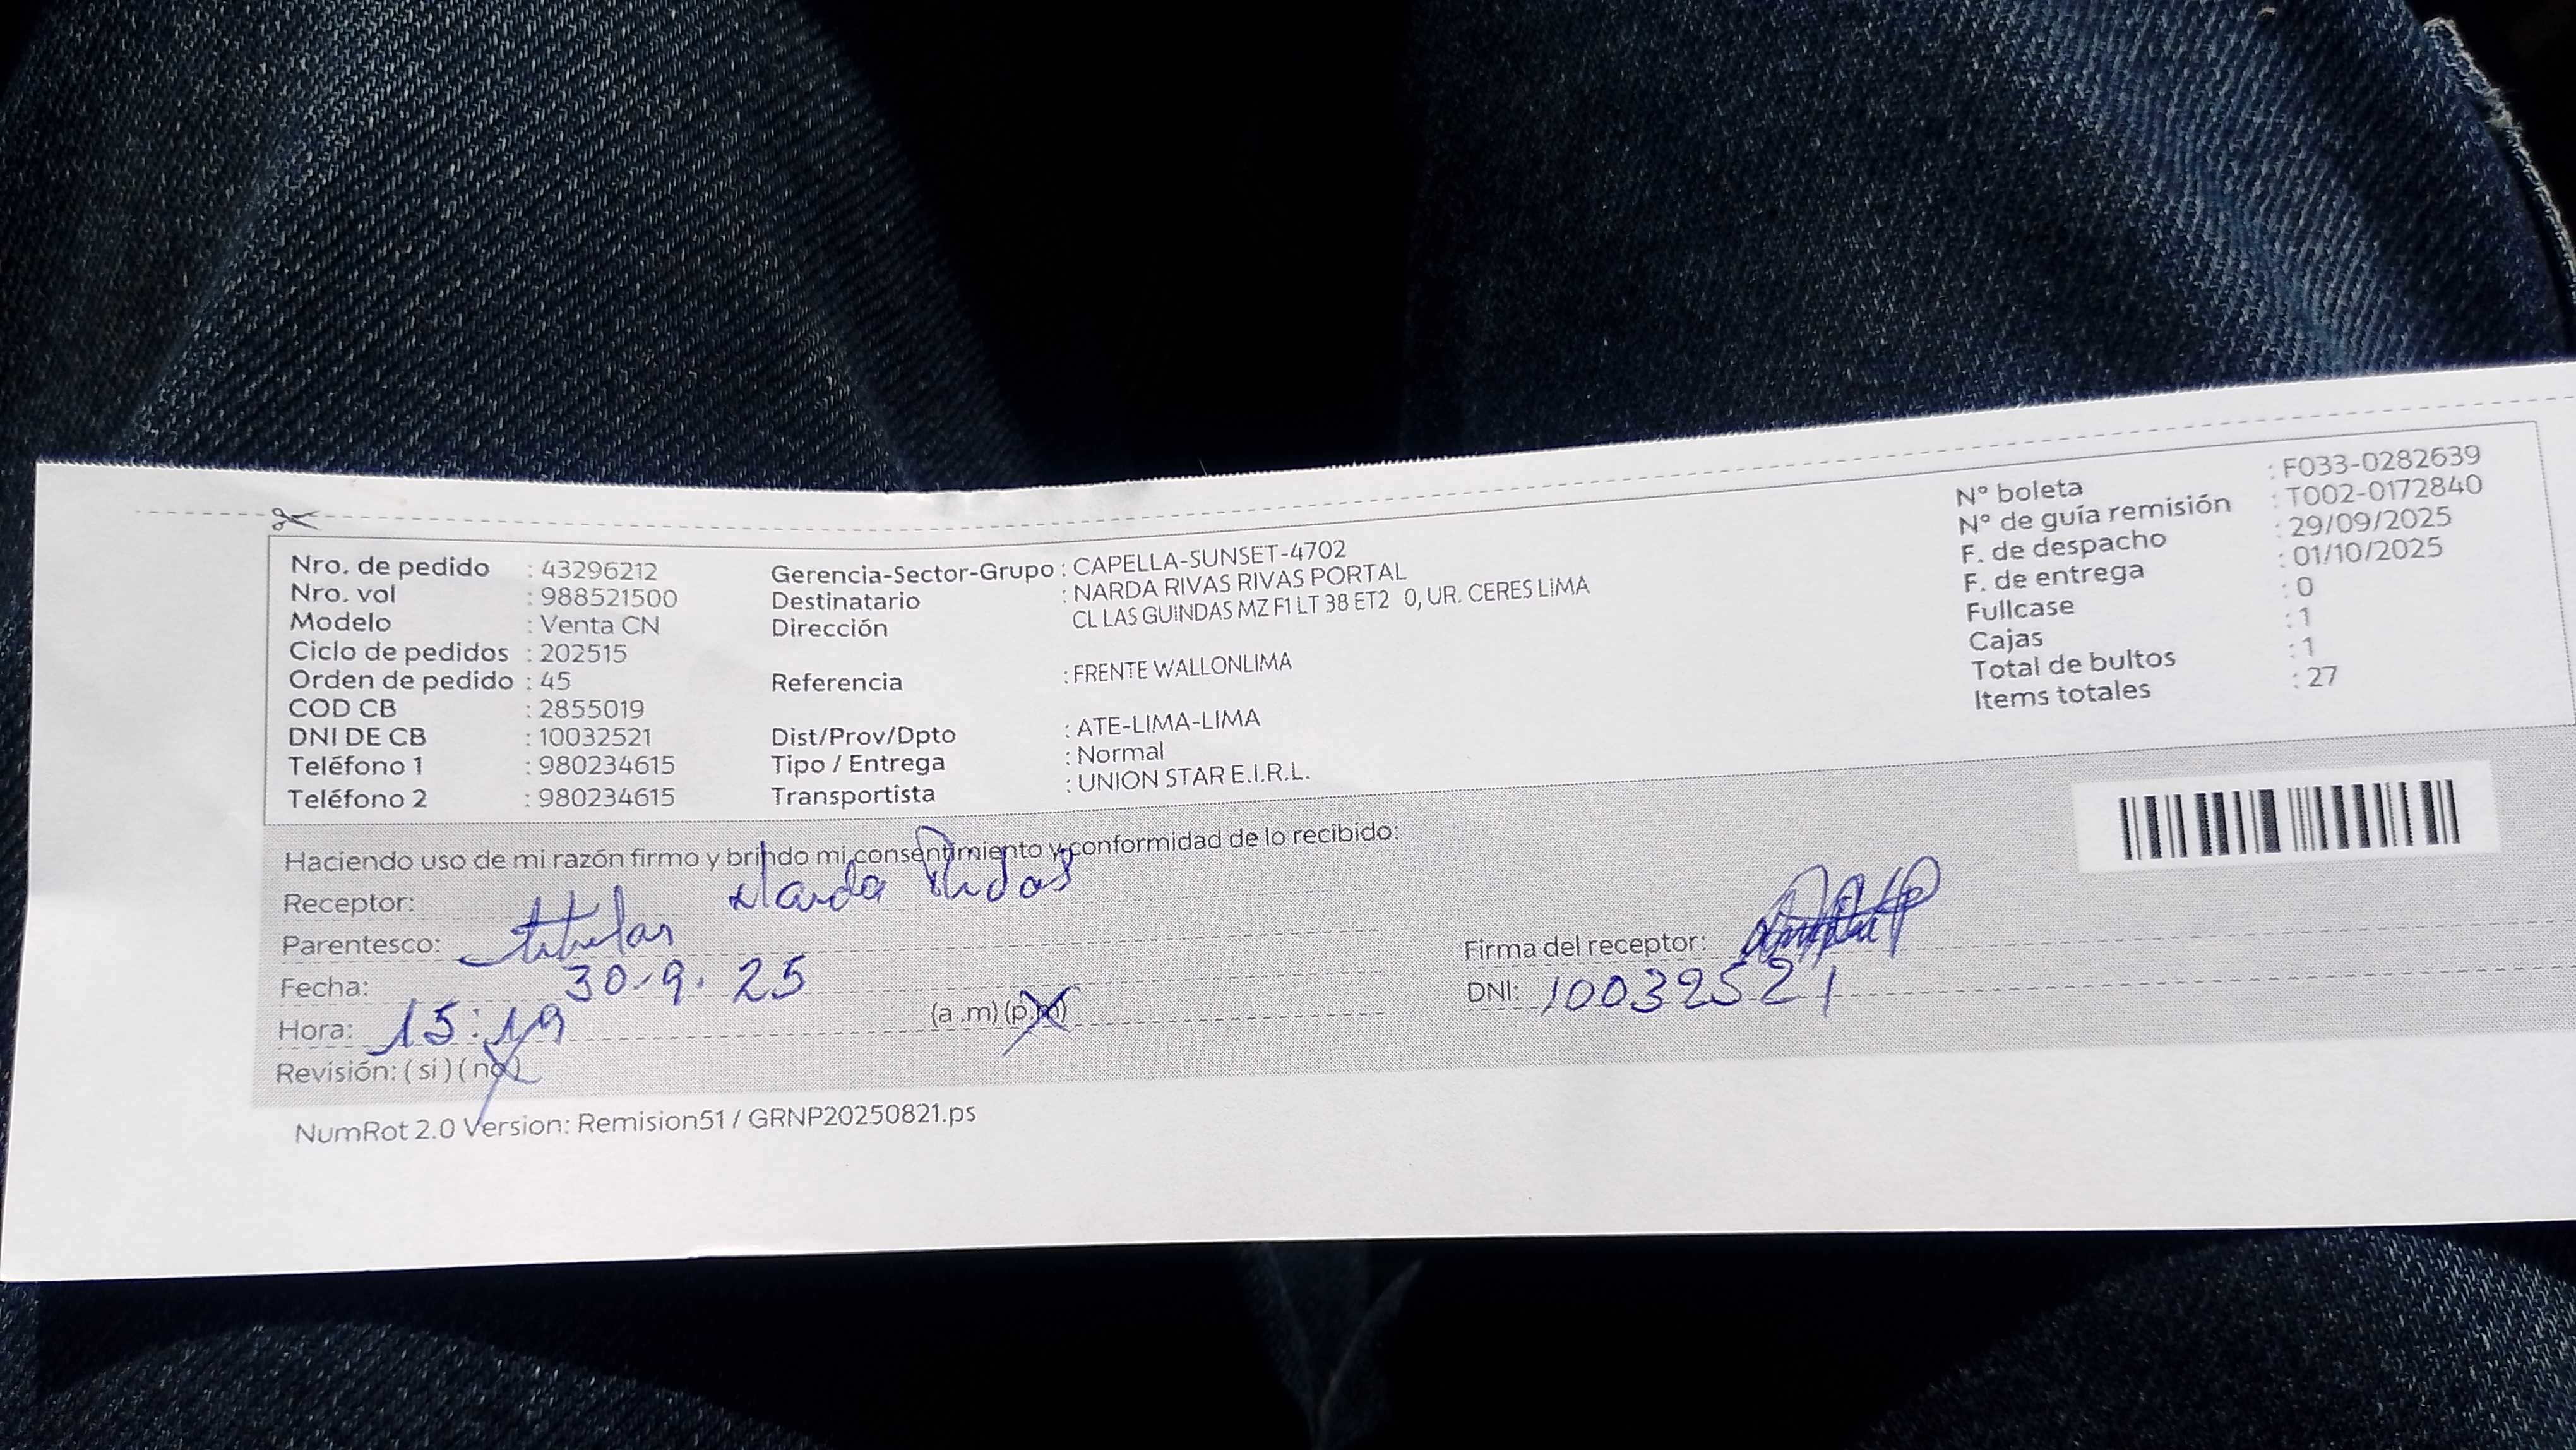 Nro. de pedido : 43296212
Nro. vol : 988521500
Modelo : Venta CN
Ciclo de pedidos : 202515
Orden de pedido : 45
COD CB : 2855019
DNI DE CB : 10032521
Teléfono 1 : 980234615
Teléfono 2 : 980234615
Gerencia-Sector-Grupo : CAPELLA-SUNSET-4702
Destinatario : NARDA RIVAS RIVAS PORTAL
Dirección CL LAS GUINDAS MZ F1 LT 38 ET2 0, UR. CERES LIMA
Referencia : FRENTE WALLONLIMA
Dist/Prov/Dpto : ATE-LIMA-LIMA
Tipo / Entrega : Normal
Transportista : UNION STAR E.I.R.L.
N° boleta : F033-0282639
N° de guía remisión : T002-0172840
F. de despacho : 29/09/2025
F. de entrega : 01/10/2025
Fullcase : 0
Cajas : 1
Total de bultos : 1
Items totales : 27
Haciendo uso de mi razón firmo y brindo mi consentimiento y conformidad de lo recibido:
Receptor: Narda Rivas
Parentesco: titular
Fecha: 30.9.25
Hora: 15:19 (a .m) (p.m)
Revisión: ( si ) ( no )
Firma del receptor:
DNI: 10032521
NumRot 2.0 Version: Remision51 / GRNP20250821.ps